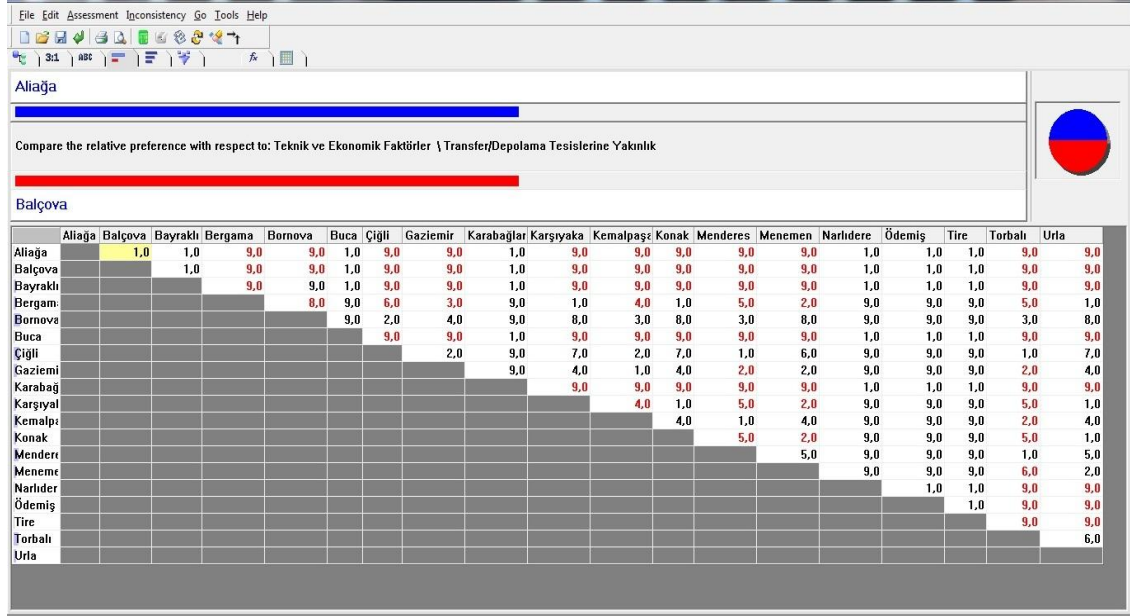 File Edit Assessment Inconsistency Go Tools Help
3:1 ABC fx
Aliağa
Compare the relative preference with respect to: Teknik ve Ekonomik Faktörler \ Transfer/Depolama Tesislerine Yakınlık
Balçova
Aliağa Balçova Bayraklı Bergama Bornova Buca Çiğli Gaziemir Karabağlar Karşıyaka Kemalpaşa Konak Menderes Menemen Narlıdere Ödemiş Tire Torbalı Urla
Aliağa 1,0 1,0 9,0 9,0 1,0 9,0 9,0 1,0 9,0 9,0 9,0 9,0 9,0 1,0 1,0 1,0 9,0 9,0
Balçova 1,0 9,0 9,0 1,0 9,0 9,0 1,0 9,0 9,0 9,0 9,0 9,0 1,0 1,0 1,0 9,0 9,0
Bayraklı 9,0 9,0 1,0 9,0 9,0 1,0 9,0 9,0 9,0 9,0 9,0 1,0 1,0 1,0 9,0 9,0
Bergam 8,0 9,0 6,0 3,0 9,0 1,0 4,0 1,0 5,0 2,0 9,0 9,0 9,0 5,0 1,0
Bornova 9,0 2,0 4,0 9,0 8,0 3,0 8,0 3,0 8,0 9,0 9,0 9,0 3,0 8,0
Buca 9,0 9,0 1,0 9,0 9,0 9,0 9,0 9,0 1,0 1,0 1,0 9,0 9,0
Çiğli 2,0 9,0 7,0 2,0 7,0 1,0 6,0 9,0 9,0 9,0 1,0 7,0
Gaziemi 9,0 4,0 1,0 4,0 2,0 2,0 9,0 9,0 9,0 2,0 4,0
Karabağ 9,0 9,0 9,0 9,0 9,0 1,0 1,0 1,0 9,0 9,0
Karşıyal 4,0 1,0 5,0 2,0 9,0 9,0 9,0 5,0 1,0
Kemalpa 4,0 1,0 4,0 9,0 9,0 9,0 2,0 4,0
Konak 5,0 2,0 9,0 9,0 9,0 5,0 1,0
Mendere 5,0 9,0 9,0 9,0 1,0 5,0
Meneme 9,0 9,0 9,0 6,0 2,0
Narlıder 1,0 1,0 9,0 9,0
Ödemiş 1,0 9,0 9,0
Tire 9,0 9,0
Torbalı 6,0
Urla